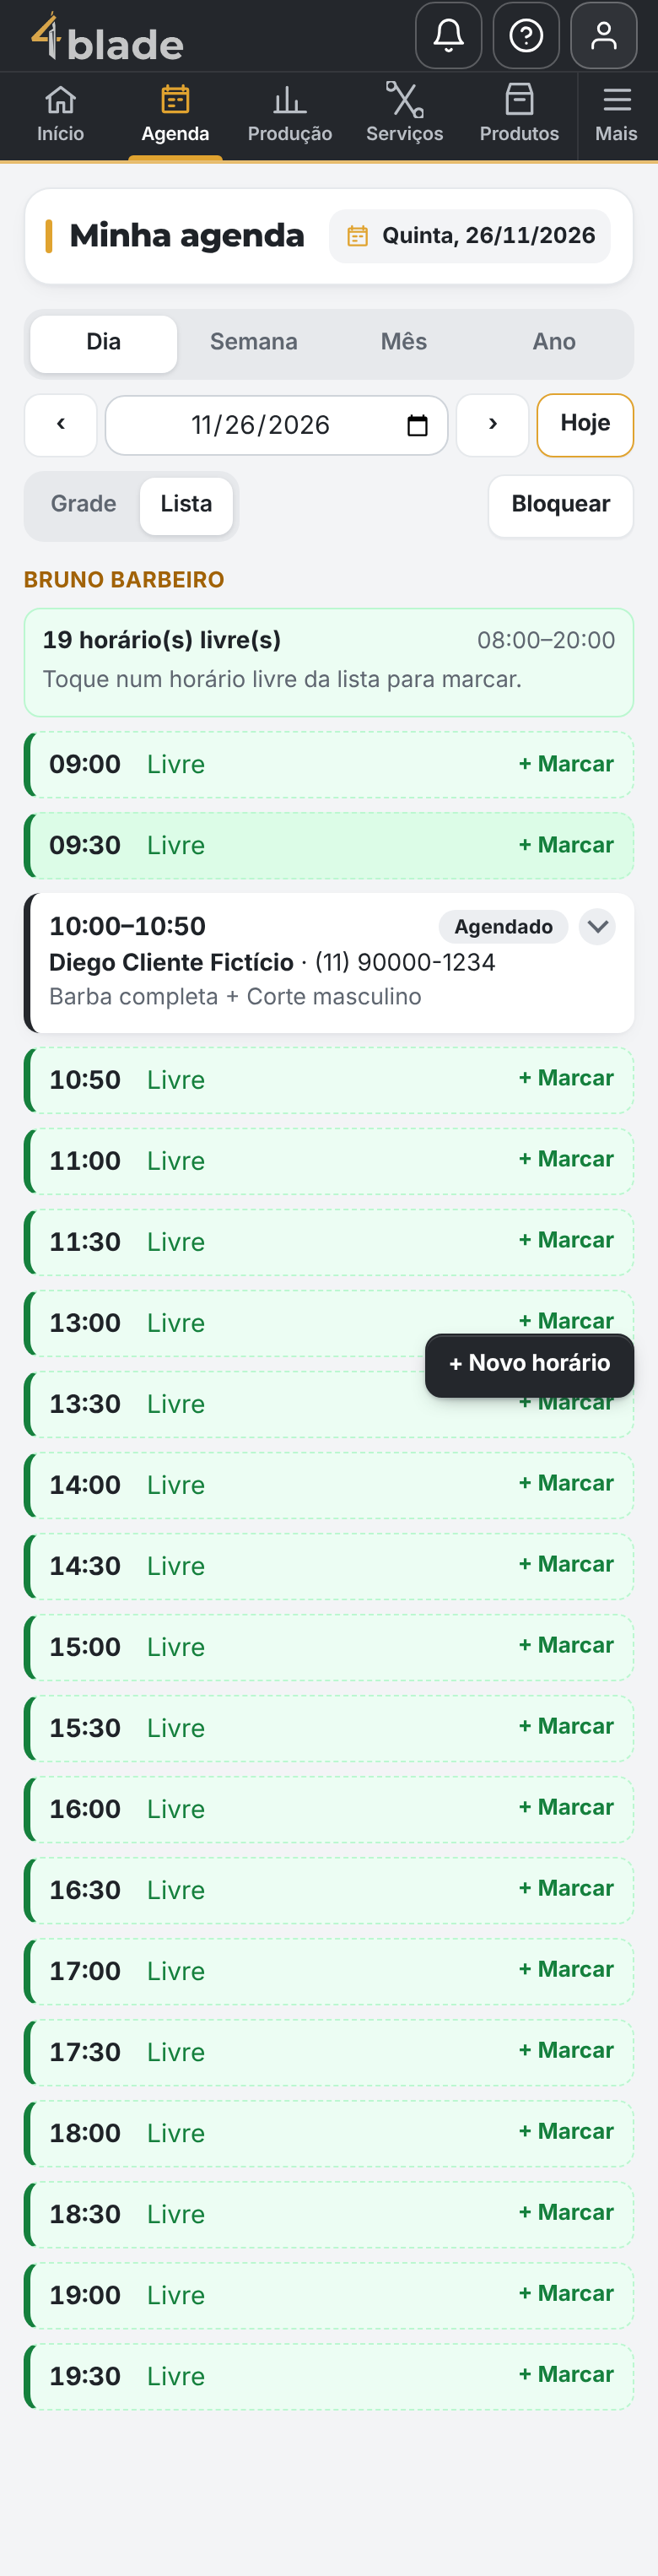 4blade
Início Agenda Produção Serviços Produtos Mais
Minha agenda Quinta, 26/11/2026
Dia Semana Mês Ano
‹ 11/26/2026 › Hoje
Grade Lista Bloquear
BRUNO BARBEIRO
19 horário(s) livre(s) 08:00–20:00
Toque num horário livre da lista para marcar.
09:00 Livre + Marcar
09:30 Livre + Marcar
10:00–10:50 Agendado
Diego Cliente Fictício · (11) 90000-1234
Barba completa + Corte masculino
10:50 Livre + Marcar
11:00 Livre + Marcar
11:30 Livre + Marcar
13:00 Livre + Marcar
+ Novo horário
13:30 Livre + Marcar
14:00 Livre + Marcar
14:30 Livre + Marcar
15:00 Livre + Marcar
15:30 Livre + Marcar
16:00 Livre + Marcar
16:30 Livre + Marcar
17:00 Livre + Marcar
17:30 Livre + Marcar
18:00 Livre + Marcar
18:30 Livre + Marcar
19:00 Livre + Marcar
19:30 Livre + Marcar